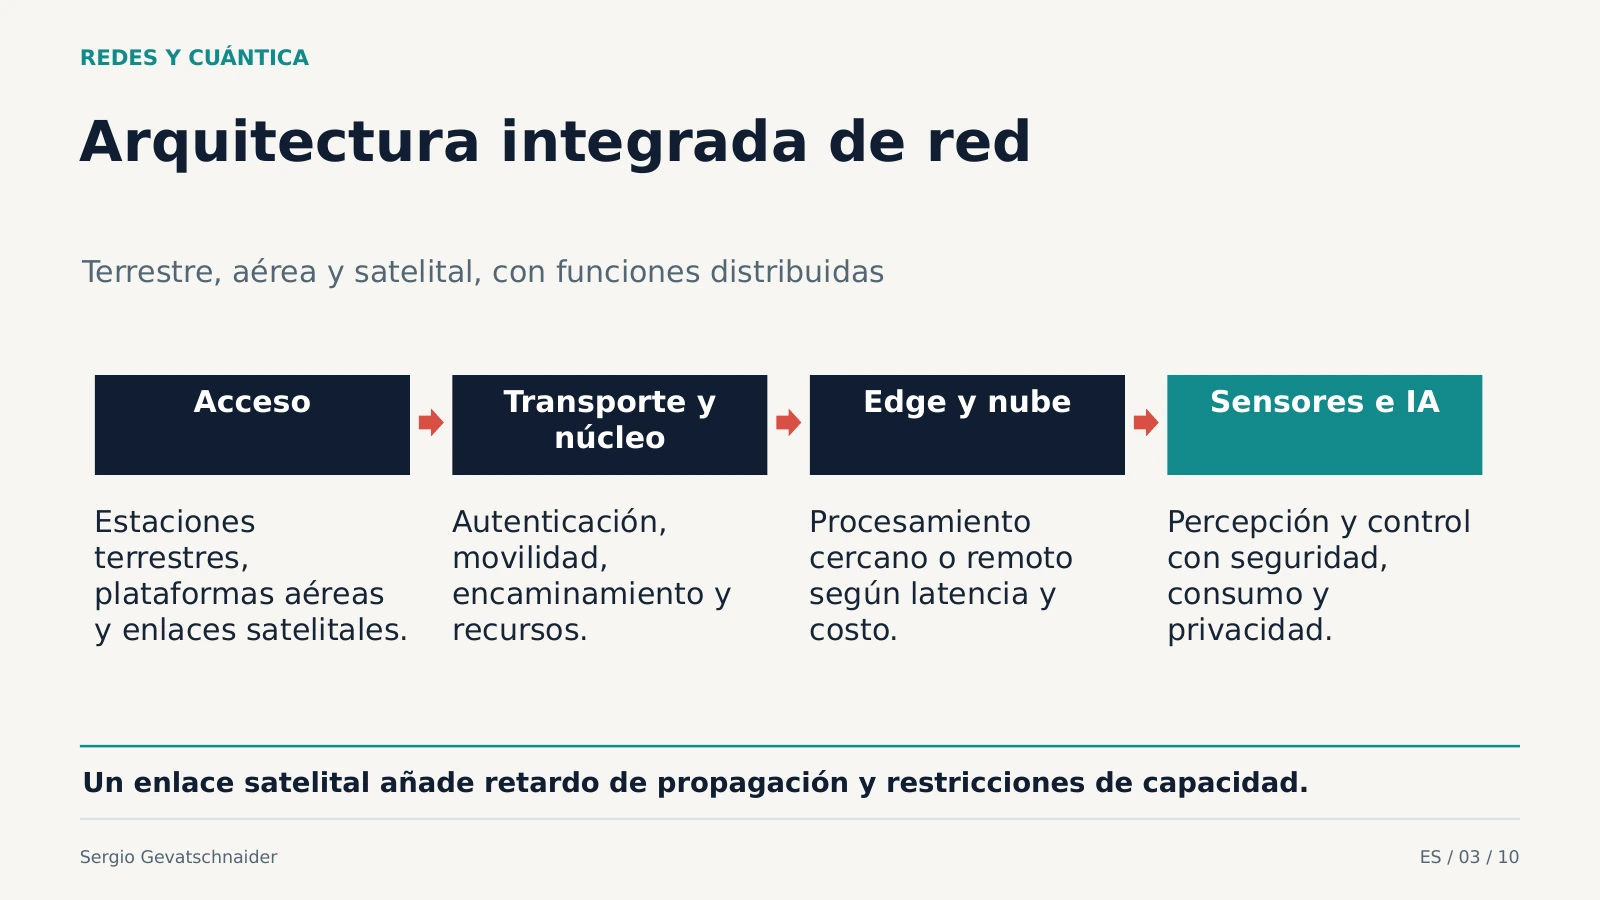 REDES Y CUÁNTICA
Arquitectura integrada de red
Terrestre, aérea y satelital, con funciones distribuidas
Acceso
Estaciones
terrestres,
plataformas aéreas
y enlaces satelitales.
Transporte y
núcleo
Autenticación,
movilidad,
encaminamiento y
recursos.
Edge y nube
Procesamiento
cercano o remoto
según latencia y
costo.
Sensores e IA
Percepción y control
con seguridad,
consumo y
privacidad.
Un enlace satelital añade retardo de propagación y restricciones de capacidad.
Sergio Gevatschnaider
ES / 03 / 10